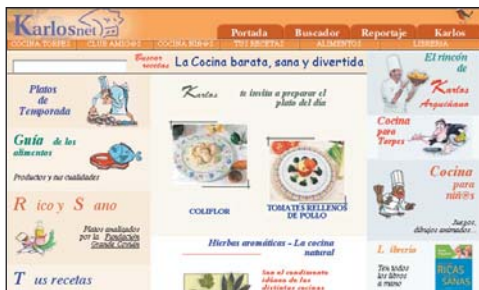 Karlosnet
Portada Buscador Reportaje Karlos
COCINA TORPES CLUB AMIG@S COCINA NIÑ@S TUS RECETAS ALIMENTOS LIBRERIA
Buscar recetas
La Cocina barata, sana y divertida
Platos
de
Temporada
Guía de los
alimentos
Productos y sus cualidades
Rico y Sano
Platos analizados
por la Fundación
Grande Covián
Tus recetas
Karlos te invita a preparar el
plato del día
COLIFLOR
TOMATES RELLENOS
DE POLLO
Hierbas aromáticas - La cocina
natural
Son el condimento
idóneo de las
distintas cocinas
El rincón
de
Karlos
Arguiñano
Cocina
para
Torpes
Cocina
para
niñ@s
Juegos,
dibujos animados...
Librería
Ten todos
los libros
a mano
RICAS
SANAS